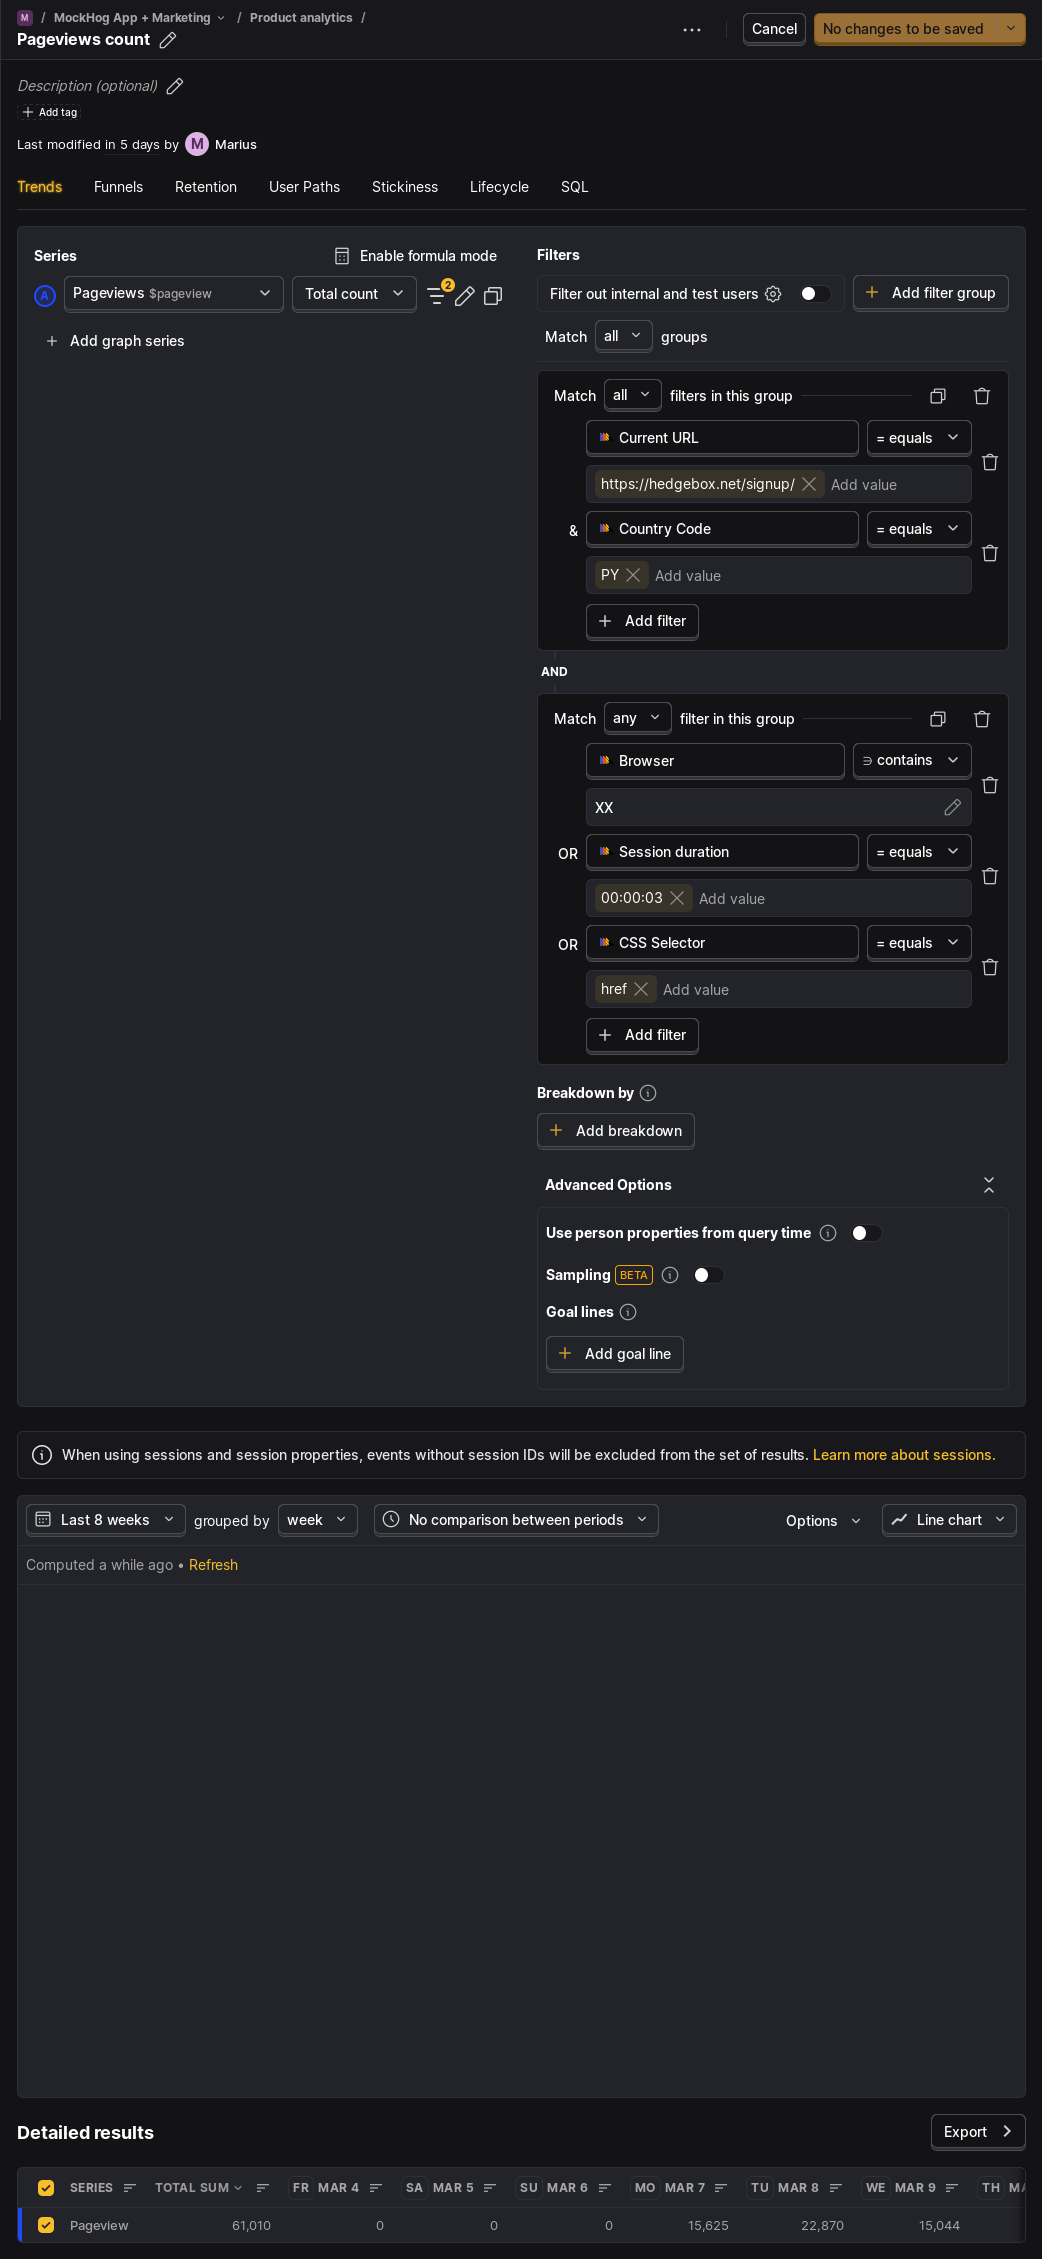 M / MockHog App + Marketing / Product analytics /
Pageviews count
Cancel
No changes to be saved
Description (optional)
Add tag
Last modified in 5 days by M Marius
Trends Funnels Retention User Paths Stickiness Lifecycle SQL
Series
Enable formula mode
A Pageviews $pageview Total count 2
Add graph series
Filters
Filter out internal and test users
Add filter group
Match all groups
Match all filters in this group
Current URL = equals
https://hedgebox.net/signup/ Add value
& Country Code = equals
PY Add value
Add filter
AND
Match any filter in this group
Browser ∋ contains
XX
OR Session duration = equals
00:00:03 Add value
OR CSS Selector = equals
href Add value
Add filter
Breakdown by
Add breakdown
Advanced Options
Use person properties from query time
Sampling BETA
Goal lines
Add goal line
When using sessions and session properties, events without session IDs will be excluded from the set of results. Learn more about sessions.
Last 8 weeks grouped by week No comparison between periods Options Line chart
Computed a while ago • Refresh
Detailed results
Export
SERIES TOTAL SUM FR MAR 4 SA MAR 5 SU MAR 6 MO MAR 7 TU MAR 8 WE MAR 9 TH MA
Pageview 61,010 0 0 0 15,625 22,870 15,044